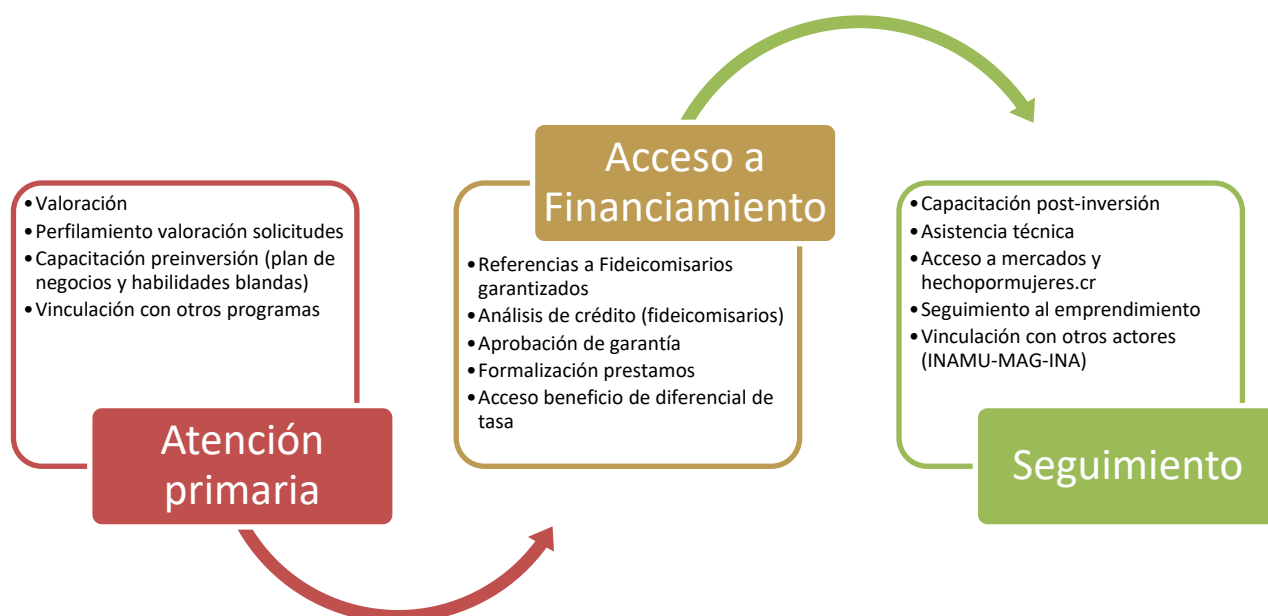 •Valoración
•Perfilamiento valoración solicitudes
•Capacitación preinversión (plan de
negocios y habilidades blandas)
•Vinculación con otros programas
Atención
primaria
Acceso a
Financiamiento
•Referencias a Fideicomisarios
garantizados
•Análisis de crédito (fideicomisarios)
•Aprobación de garantía
•Formalización prestamos
•Acceso beneficio de diferencial de
tasa
•Capacitación post-inversión
•Asistencia técnica
•Acceso a mercados y
hechopormujeres.cr
•Seguimiento al emprendimiento
•Vinculación con otros actores
(INAMU-MAG-INA)
Seguimiento